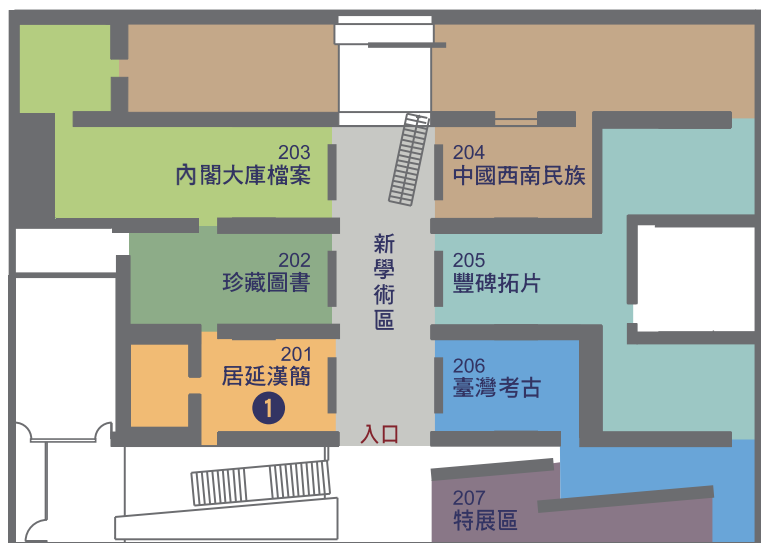 203
內閣大庫檔案
204
中國西南民族
新學術區
202
珍藏圖書
205
豐碑拓片
201
居延漢簡
1
206
臺灣考古
入口
207
特展區